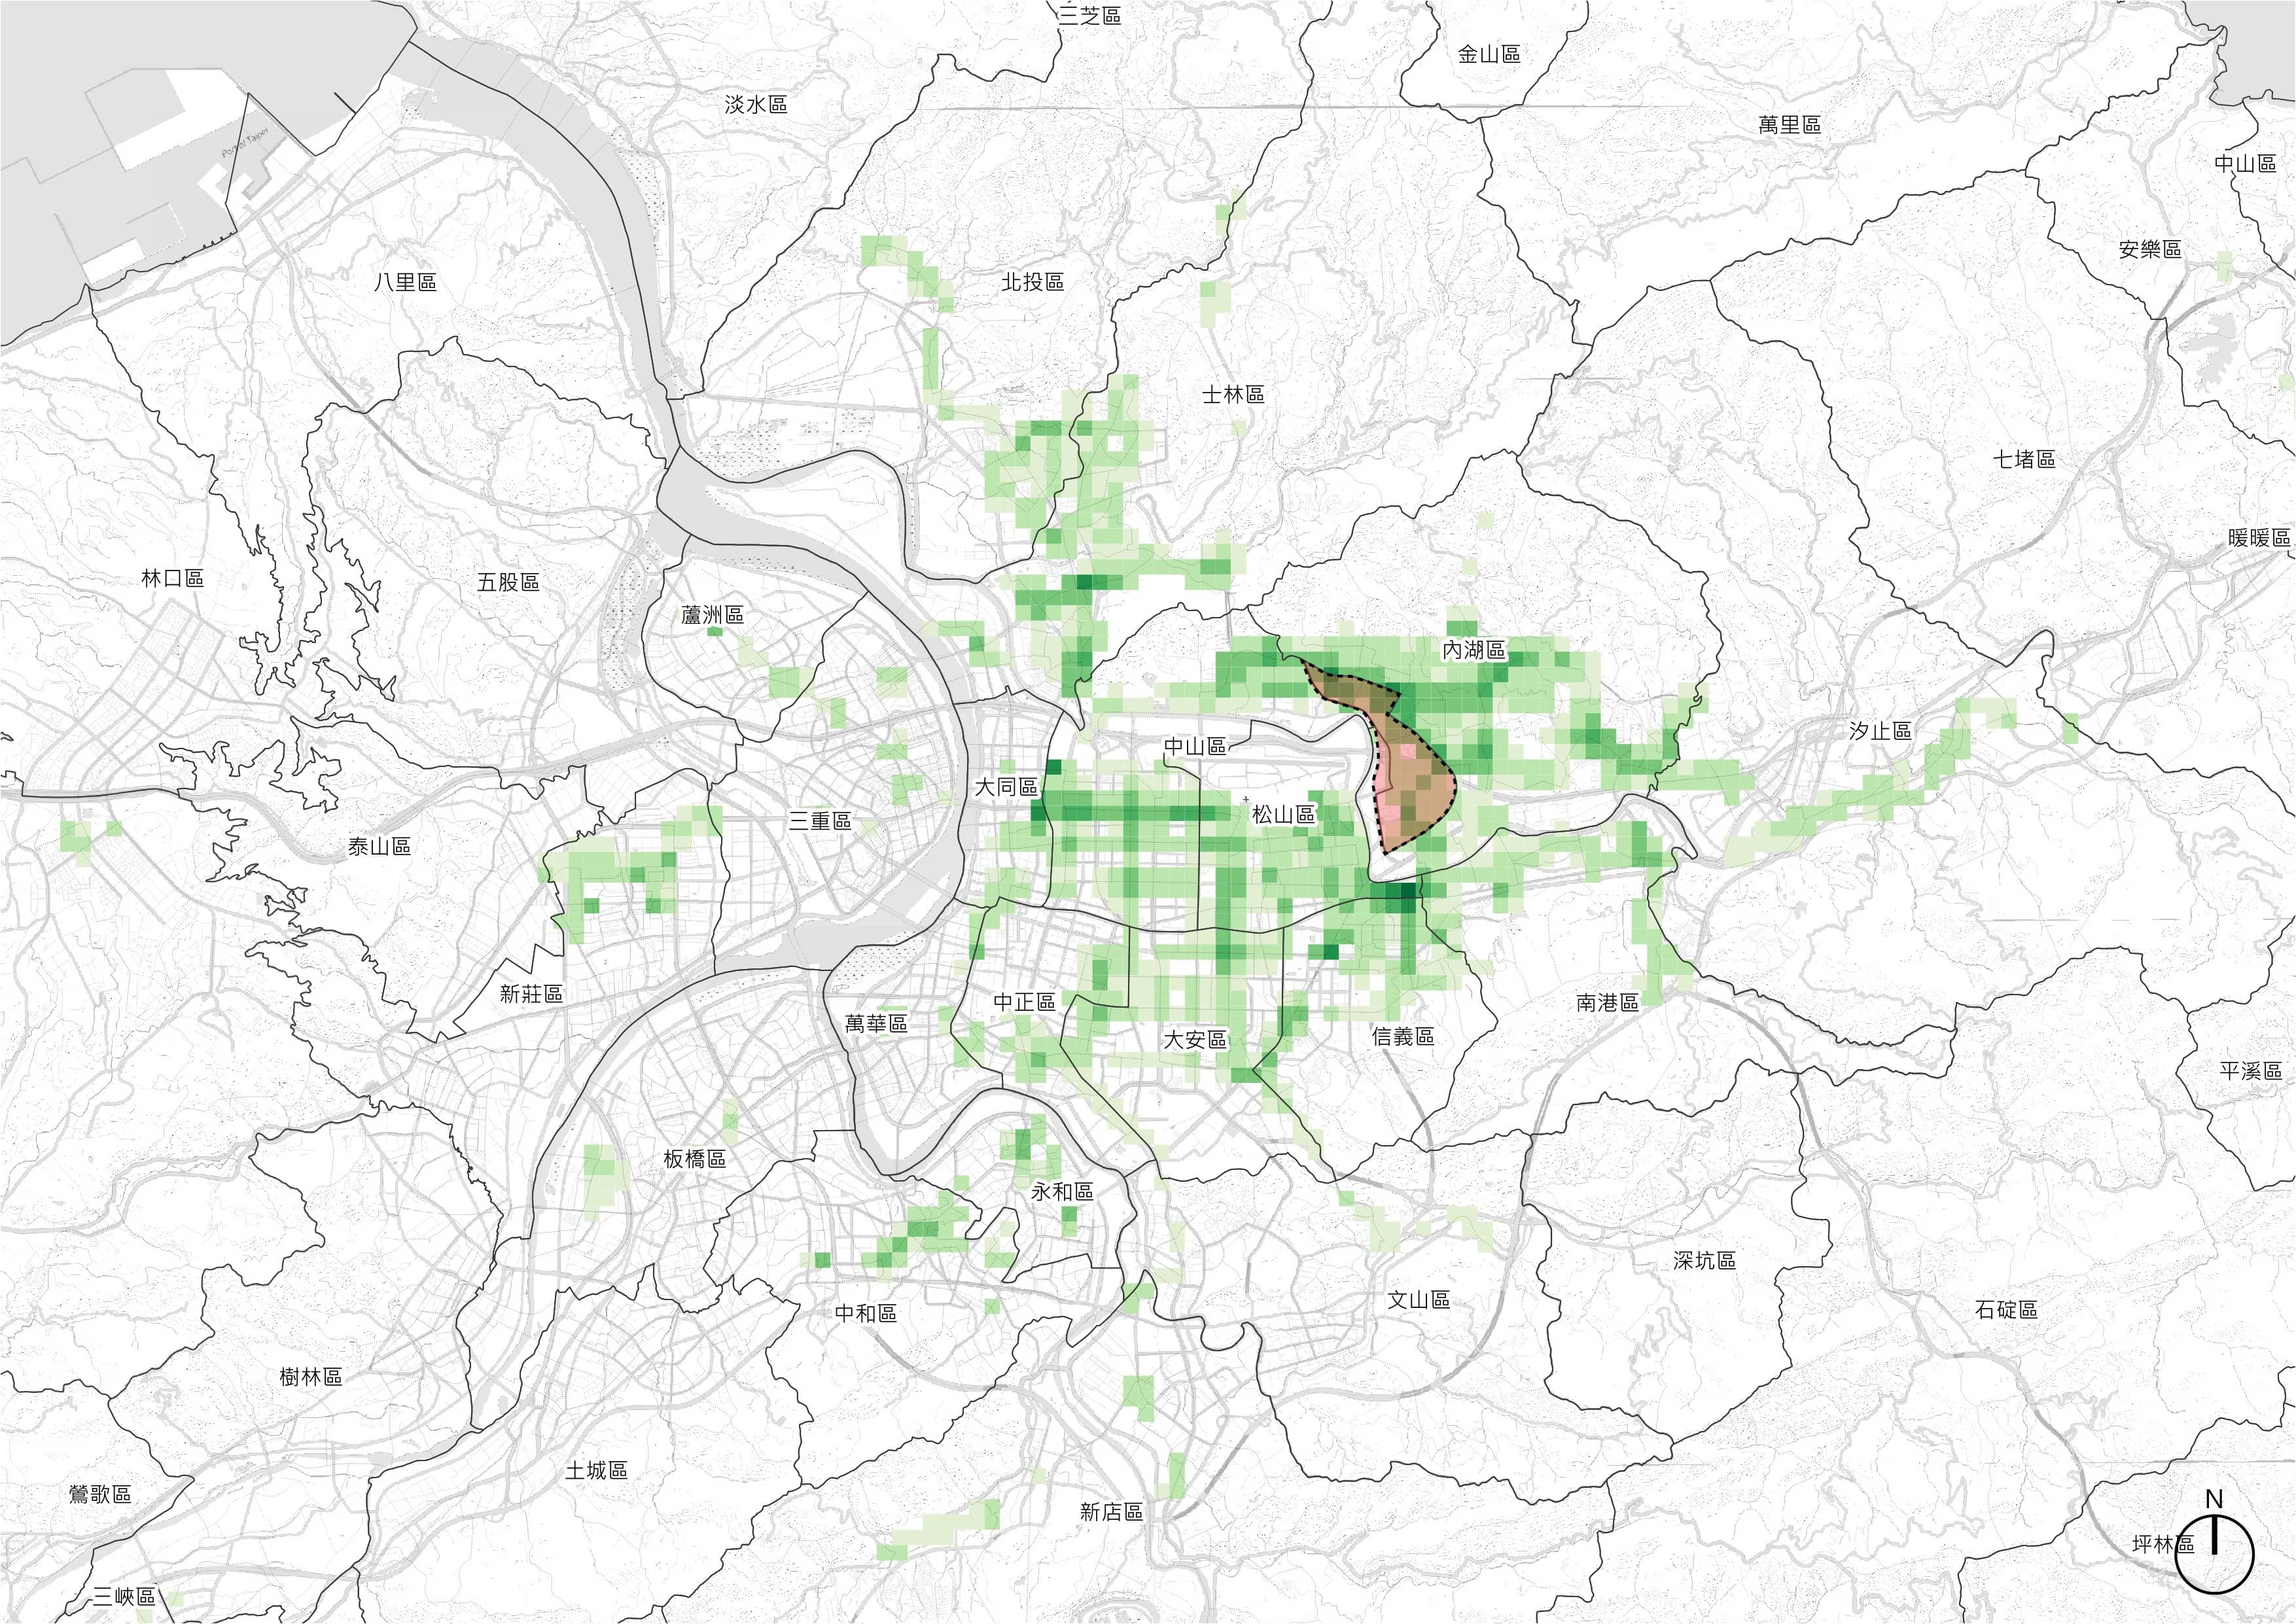 三芝區
金山區
淡水區
萬里區
Port of Taipei
中山區
安樂區
八里區
北投區
士林區
七堵區
暖暖區
林口區
五股區
蘆洲區
內湖區
汐止區
中山區
大同區
松山區
三重區
泰山區
新莊區
中正區
南港區
萬華區
大安區
信義區
平溪區
板橋區
永和區
深坑區
文山區
石碇區
中和區
樹林區
土城區
鶯歌區
新店區
N
坪林區
三峽區